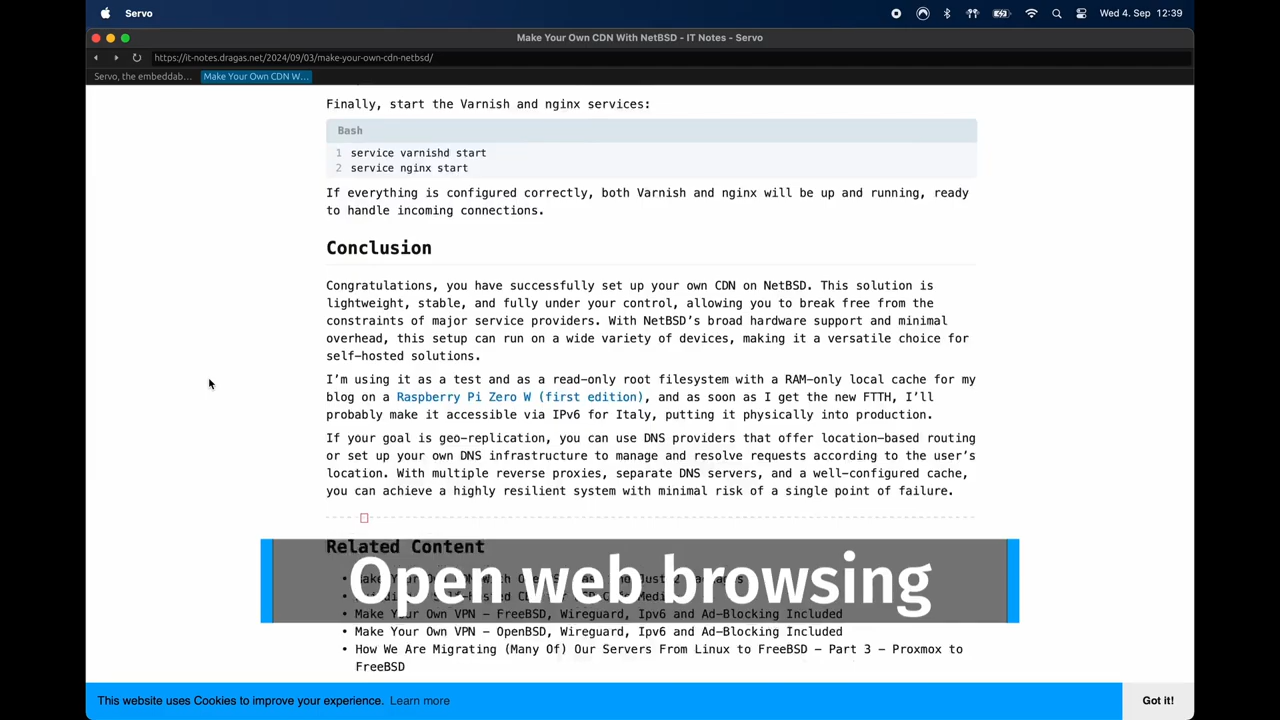 Servo
Wed 4. Sep 12:39
Make Your Own CDN With NetBSD - IT Notes - Servo
https://it-notes.dragas.net/2024/09/03/make-your-own-cdn-netbsd/
Servo, the embeddab...
Make Your Own CDN W...
Finally, start the Varnish and nginx services:
Bash
1 service varnishd start
2 service nginx start
If everything is configured correctly, both Varnish and nginx will be up and running, ready
to handle incoming connections.
Conclusion
Congratulations, you have successfully set up your own CDN on NetBSD. This solution is
lightweight, stable, and fully under your control, allowing you to break free from the
constraints of major service providers. With NetBSD’s broad hardware support and minimal
overhead, this setup can run on a wide variety of devices, making it a versatile choice for
self-hosted solutions.
I’m using it as a test and as a read-only root filesystem with a RAM-only local cache for my
blog on a Raspberry Pi Zero W (first edition), and as soon as I get the new FTTH, I’ll
probably make it accessible via IPv6 for Italy, putting it physically into production.
If your goal is geo-replication, you can use DNS providers that offer location-based routing
or set up your own DNS infrastructure to manage and resolve requests according to the user’s
location. With multiple reverse proxies, separate DNS servers, and a well-configured cache,
you can achieve a highly resilient system with minimal risk of a single point of failure.
Related Content
Open web browsing
• Make Your Own VPN – FreeBSD, Wireguard, Ipv6 and Ad-Blocking Included
• Make Your Own VPN – OpenBSD, Wireguard, Ipv6 and Ad-Blocking Included
• How We Are Migrating (Many Of) Our Servers From Linux to FreeBSD – Part 3 – Proxmox to
FreeBSD
This website uses Cookies to improve your experience. Learn more
Got it!